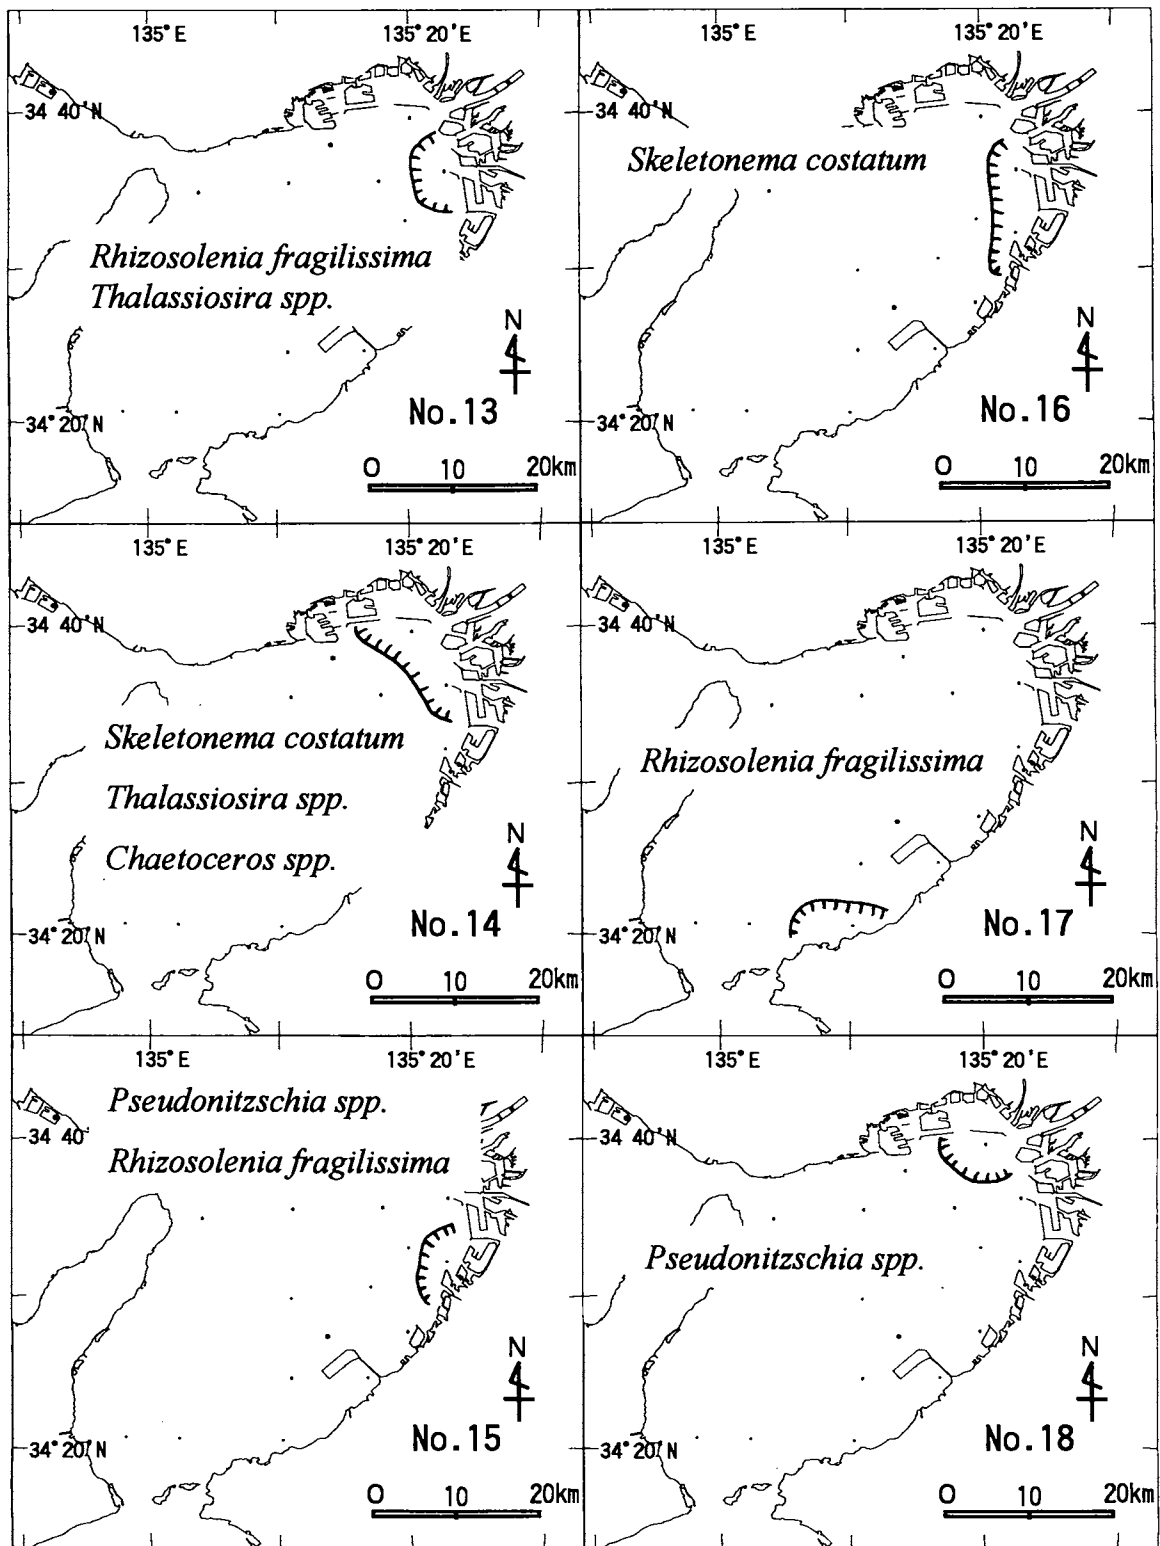 135°E 135°20'E
34 40'N
Rhizosolenia fragilissima
Thalassiosira spp.
N
34°20'N
No.13
0 10 20km
135°E 135°20'E
34 40'N
Skeletonema costatum
N
34°20'N
No.16
0 10 20km
135°E 135°20'E
34 40'N
Skeletonema costatum
Thalassiosira spp.
Chaetoceros spp.
N
34°20'N
No.14
0 10 20km
135°E 135°20'E
34 40'N
Rhizosolenia fragilissima
N
34°20'N
No.17
0 10 20km
135°E 135°20'E
Pseudonitzschia spp.
34 40
Rhizosolenia fragilissima
N
34°20'N
No.15
0 10 20km
135°E 135°20'E
34 40'N
Pseudonitzschia spp.
N
34°20'N
No.18
0 10 20km